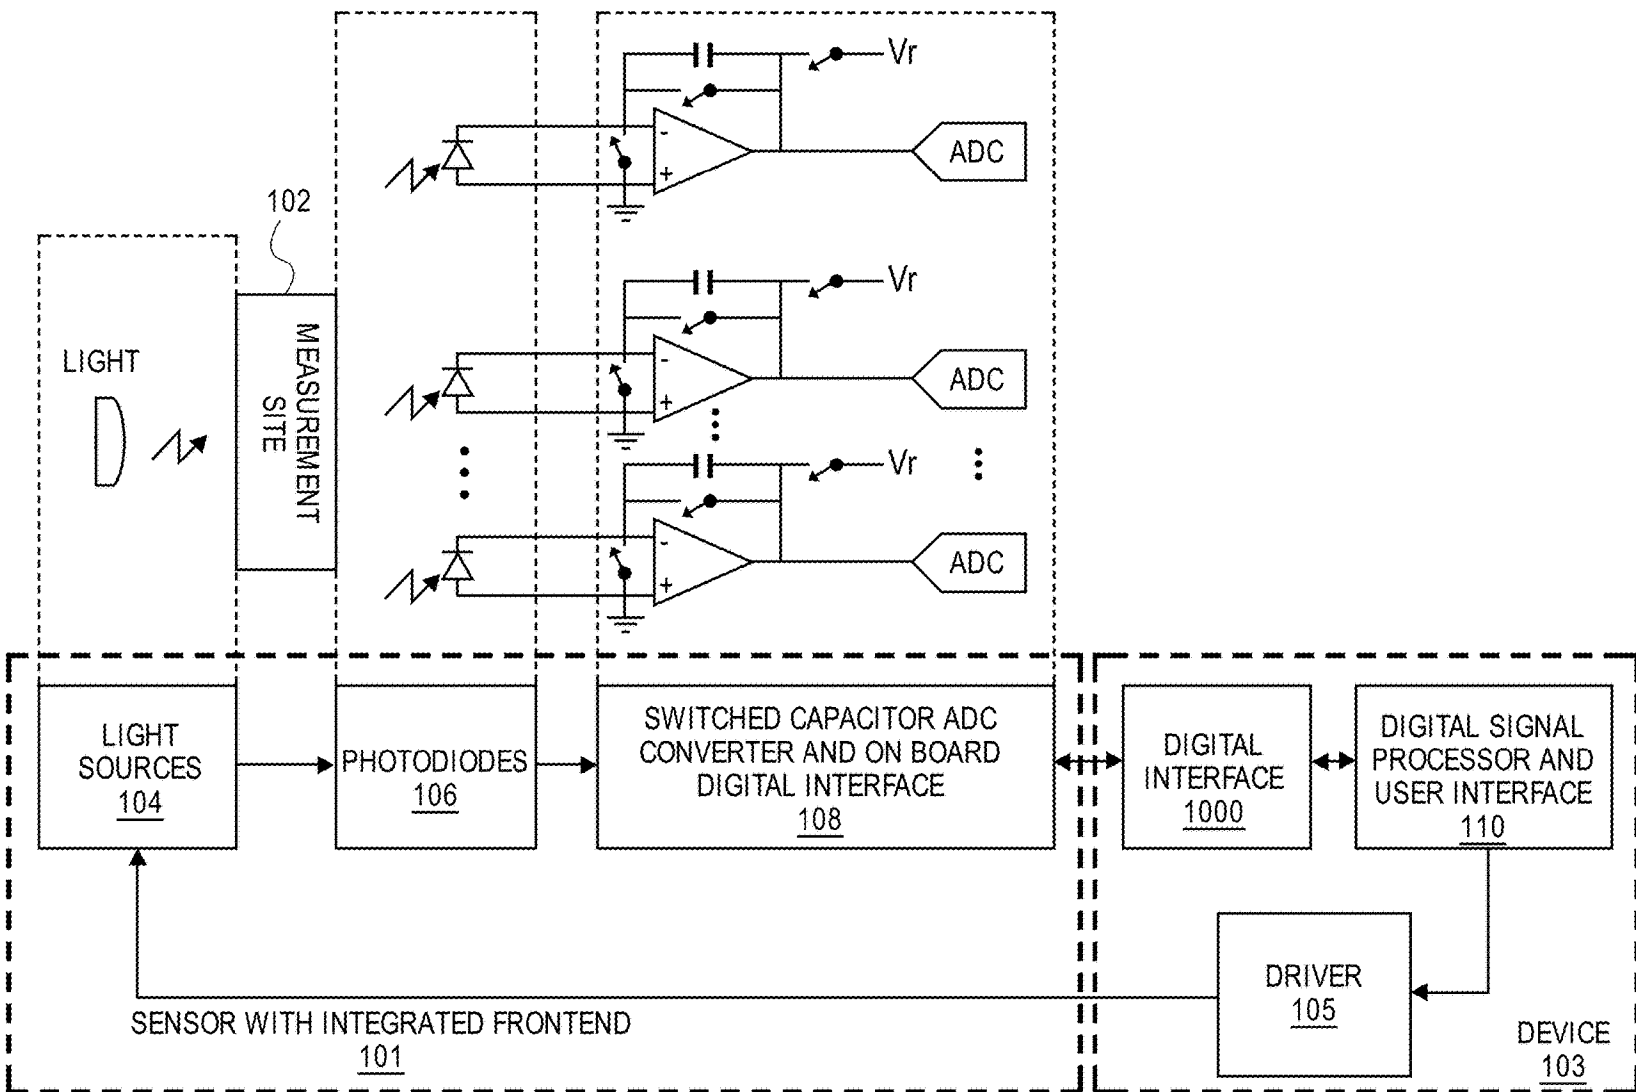 Vr
-
+
ADC
102
Vr
LIGHT
MEASUREMENT
SITE
-
+
ADC
Vr
-
+
ADC
LIGHT
SOURCES
104
PHOTODIODES
106
SWITCHED CAPACITOR ADC
CONVERTER AND ON BOARD
DIGITAL INTERFACE
108
DIGITAL
INTERFACE
1000
DIGITAL SIGNAL
PROCESSOR AND
USER INTERFACE
110
DRIVER
105
SENSOR WITH INTEGRATED FRONTEND
101
DEVICE
103